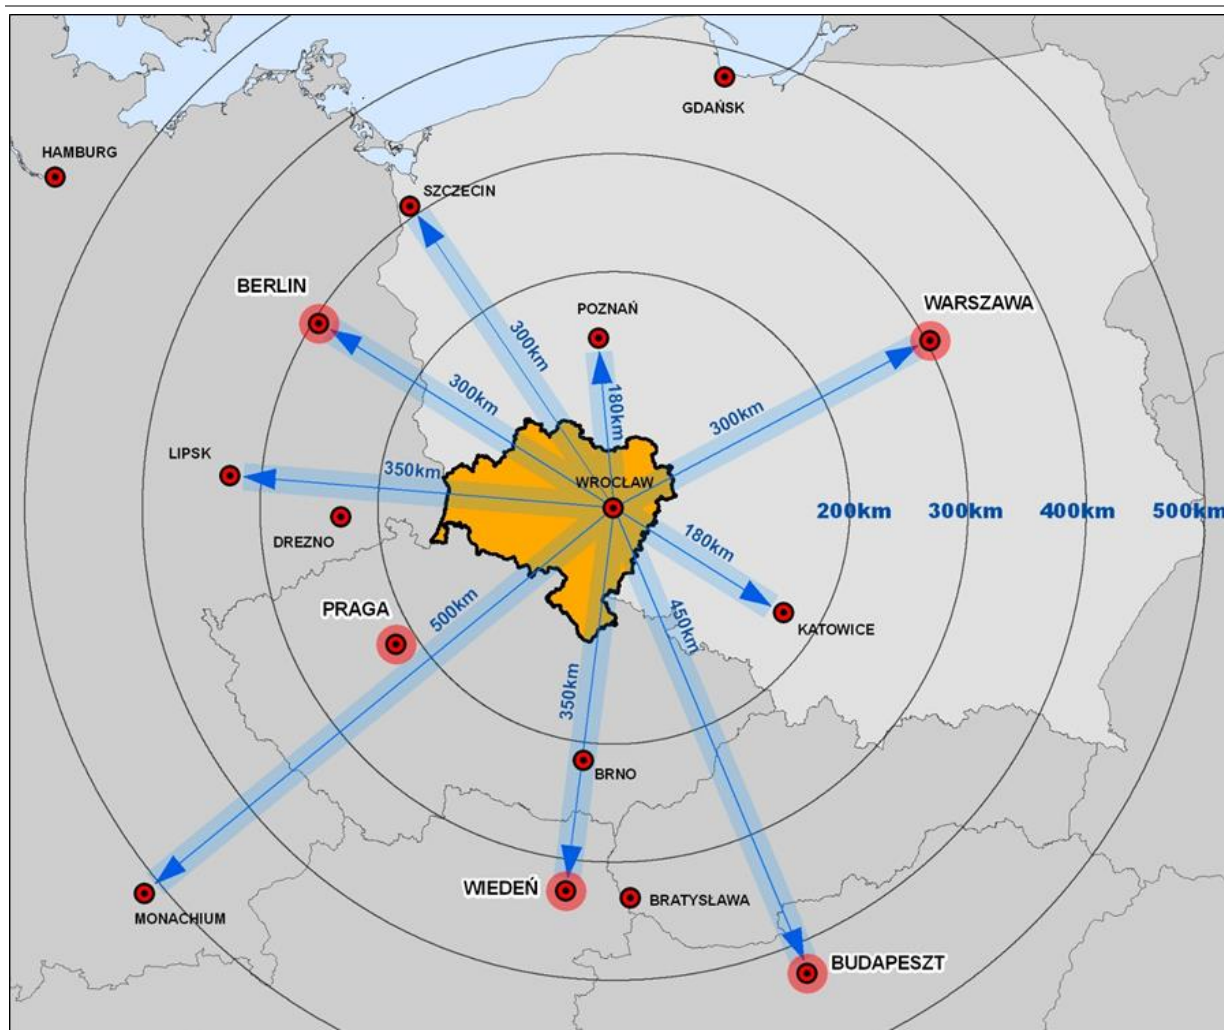 GDAŃSK
HAMBURG
SZCZECIN
BERLIN
WARSZAWA
POZNAŃ
300km
300km
180km
300km
LIPSK
350km
WROCŁAW
200km
300km
400km
500km
DREZNO
180km
PRAGA
500km
450km
KATOWICE
350km
BRNO
WIEDEŃ
BRATYSŁAWA
MONACHIUM
BUDAPESZT